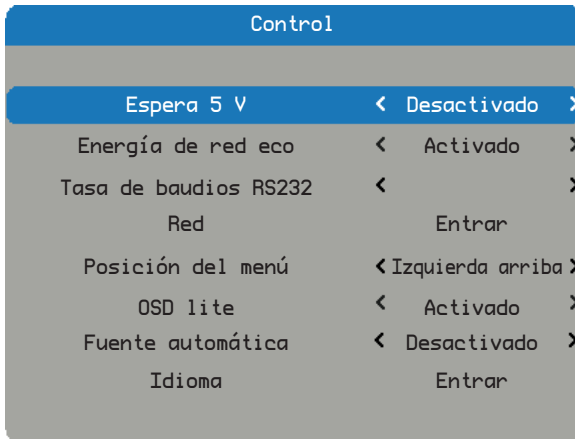 Control
Espera 5 V < Desactivado >
Energía de red eco < Activado >
Tasa de baudios RS232 < >
Red Entrar
Posición del menú < Izquierda arriba >
OSD lite < Activado >
Fuente automática < Desactivado >
Idioma Entrar